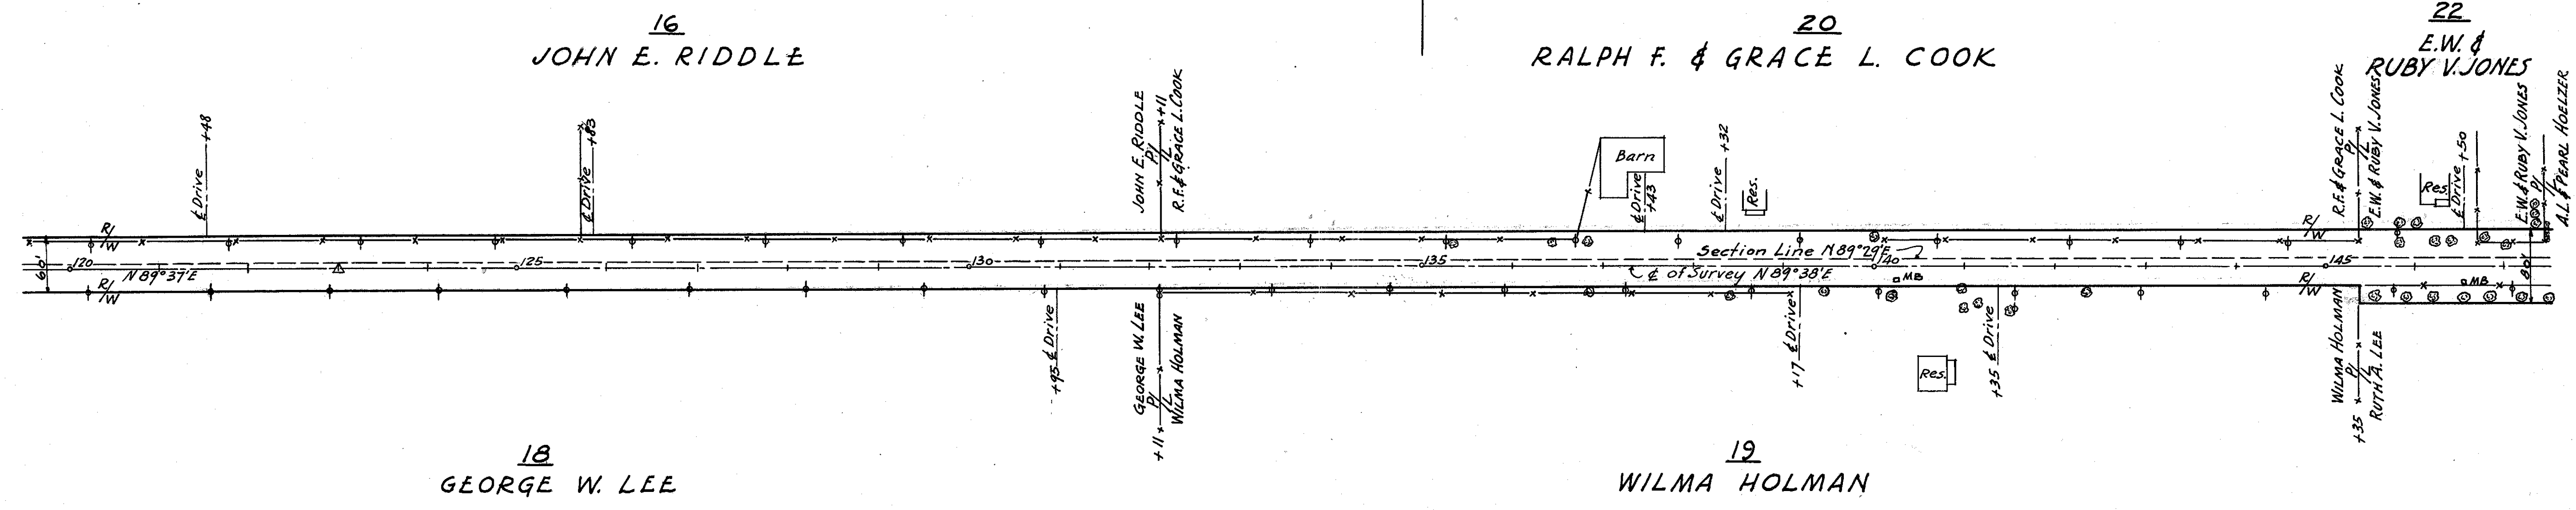 16
JOHN E. RIDDLE
20
RALPH F. & GRACE L. COOK
22
E.W. &
RUBY V. JONES
℄ Drive +48
℄ Drive +83
JOHN E. RIDDLE
P/L
+11
R.F. & GRACE L. COOK
Barn
℄ Drive
+43
℄ Drive +32
Res.
R.F. & GRACE L. COOK
P/L
E.W. & RUBY V. JONES
Res.
℄ Drive +50
E.W. & RUBY V. JONES
P/L
A.L. & PEARL HOELZER
R/W
R/W
60'
120
N 89°37'E
125
130
135
Section Line N 89°29'E
℄ of Survey N 89°38'E
140
MB
145
80'
R/W
R/W
MB
+95 ℄ Drive
GEORGE W. LEE
P/L
+11
WILMA HOLMAN
+17 ℄ Drive
Res.
+35 ℄ Drive
WILMA HOLMAN
P/L
+35
RUTH A. LEE
18
GEORGE W. LEE
19
WILMA HOLMAN